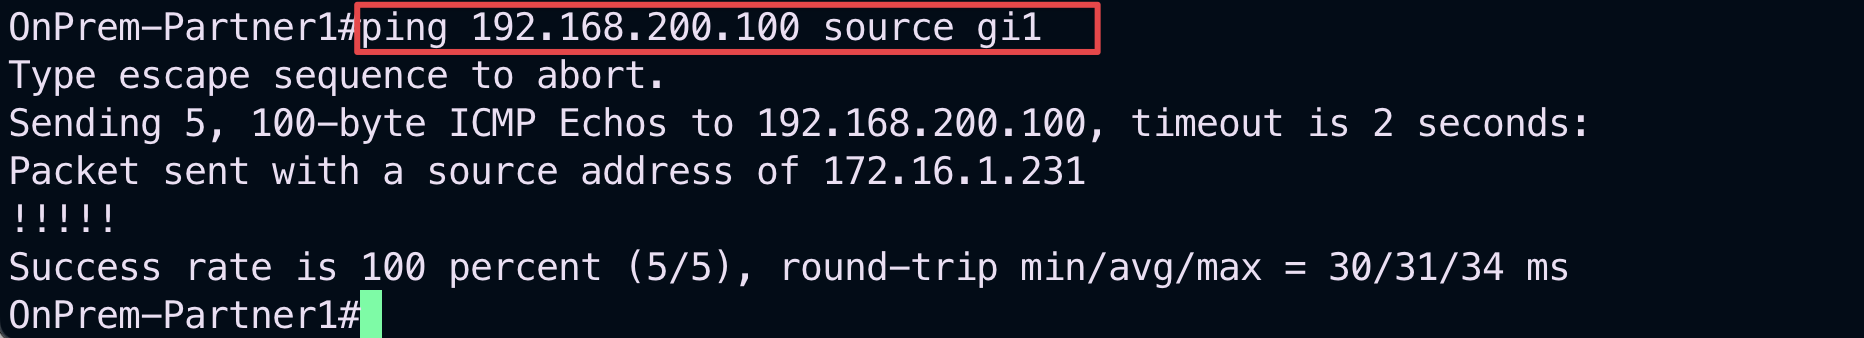 OnPrem-Partner1#ping 192.168.200.100 source gi1
Type escape sequence to abort.
Sending 5, 100-byte ICMP Echos to 192.168.200.100, timeout is 2 seconds:
Packet sent with a source address of 172.16.1.231
!!!!!
Success rate is 100 percent (5/5), round-trip min/avg/max = 30/31/34 ms
OnPrem-Partner1#